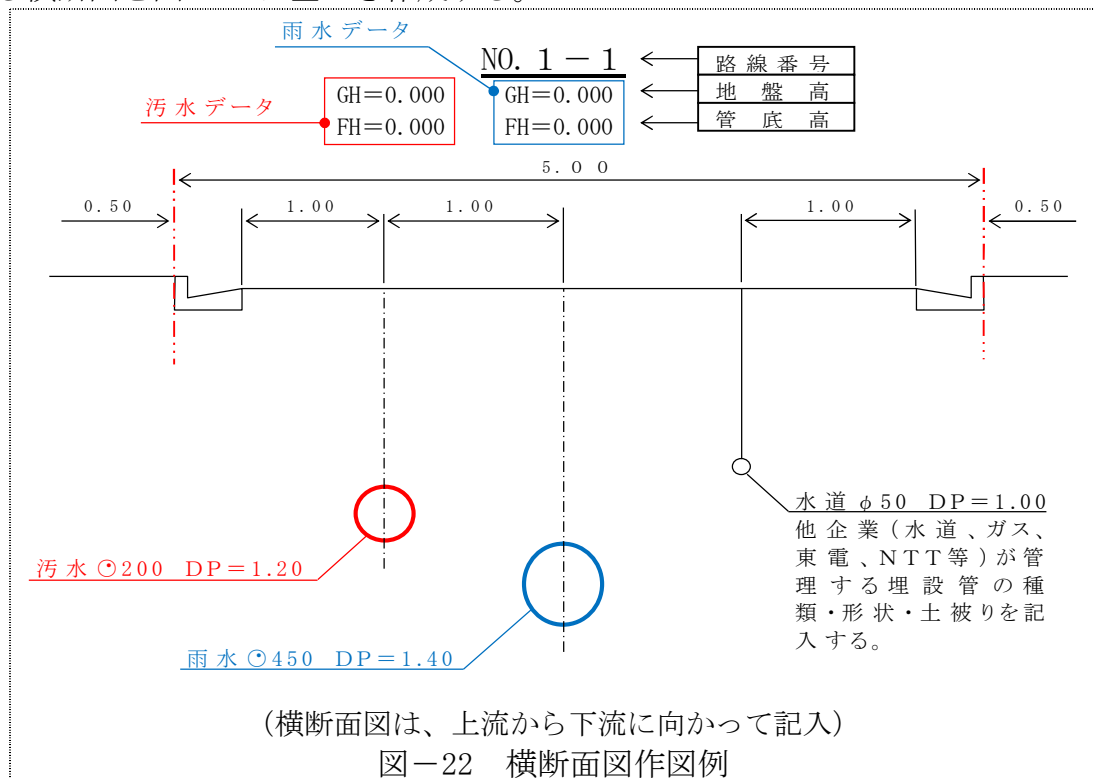 雨水データ
NO. 1－1
路線番号
汚水データ
GH＝0.000
GH＝0.000
地盤高
FH＝0.000
FH＝0.000
管底高
5.00
0.50
1.00
1.00
1.00
0.50
水道φ50 DP＝1.00
他企業(水道、ガス、
東電、NTT等)が管
理する埋設管の種
類・形状・土被りを記
入する。
汚水☉200 DP＝1.20
雨水☉450 DP＝1.40
(横断面図は、上流から下流に向かって記入)
図－22 横断面図作図例